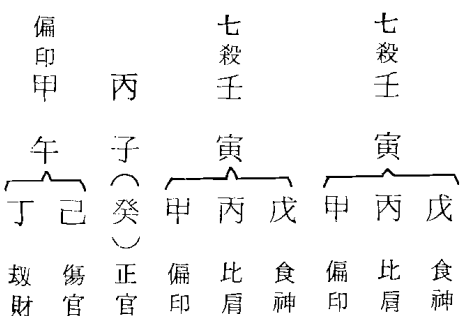 偏印 七殺 七殺
甲 丙 壬 壬
午 子 寅 寅
丁 己 (癸) 甲 丙 戊 甲 丙 戊
刼財 傷官 正官 偏印 比肩 食神 偏印 比肩 食神